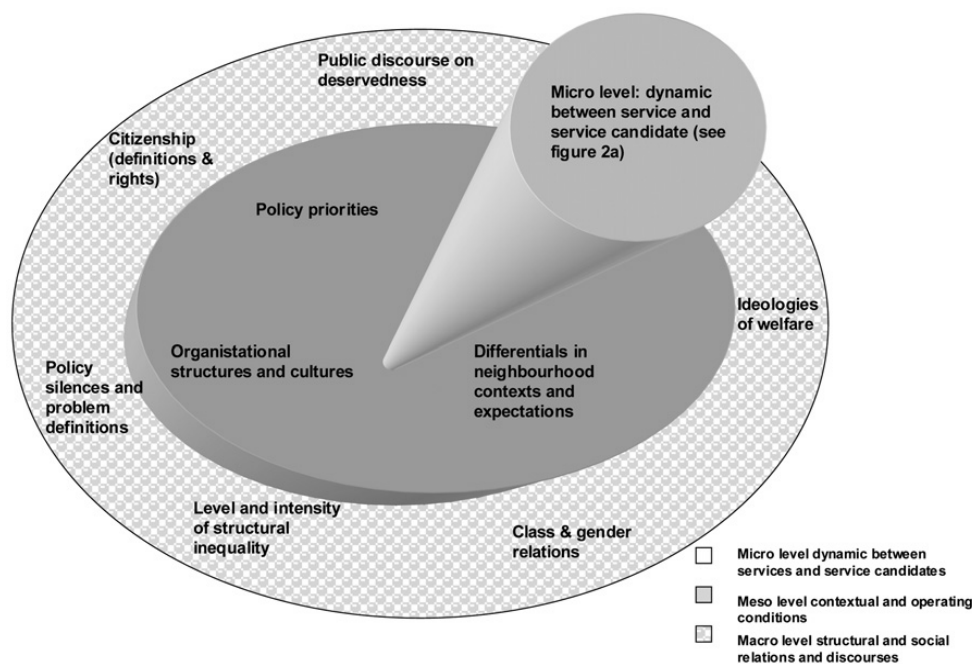 Public discourse on
deservedness
Micro level: dynamic
between service and
service candidate (see
figure 2a)
Citizenship
(definitions &
rights)
Policy priorities
Ideologies
of welfare
Organistational
structures and cultures
Differentials in
neighbourhood
contexts and
expectations
Policy
silences and
problem
definitions
Level and intensity
of structural
inequality
Class & gender
relations
Micro level dynamic between
services and service candidates
Meso level contextual and operating
conditions
Macro level structural and social
relations and discourses